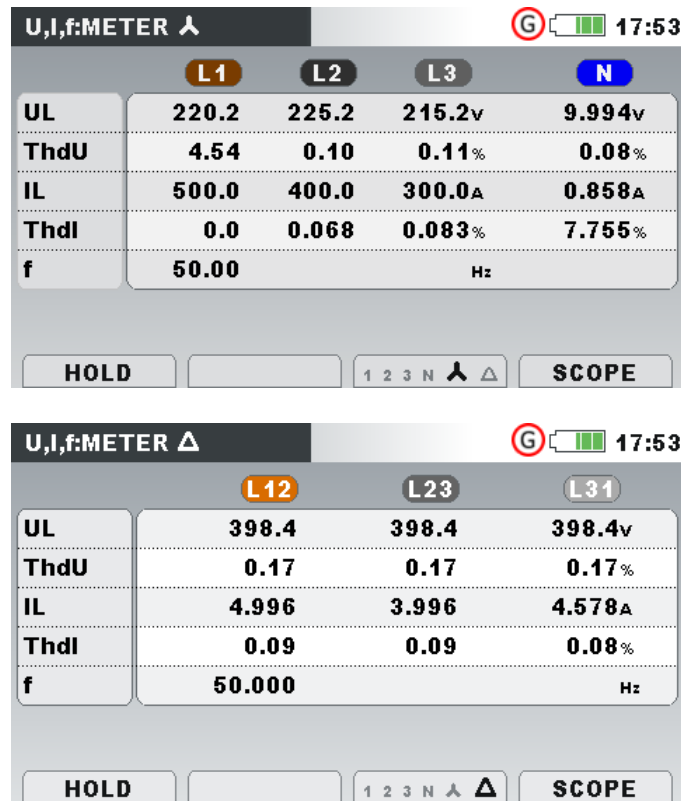 U,I,f:METER G 17:53
L1 L2 L3 N
UL 220.2 225.2 215.2V 9.994V
ThdU 4.54 0.10 0.11% 0.08%
IL 500.0 400.0 300.0A 0.858A
ThdI 0.0 0.068 0.083% 7.755%
f 50.00 Hz
HOLD 1 2 3 N Δ SCOPE
U,I,f:METER Δ G 17:53
L12 L23 L31
UL 398.4 398.4 398.4V
ThdU 0.17 0.17 0.17%
IL 4.996 3.996 4.578A
ThdI 0.09 0.09 0.08%
f 50.000 Hz
HOLD 1 2 3 N Δ SCOPE